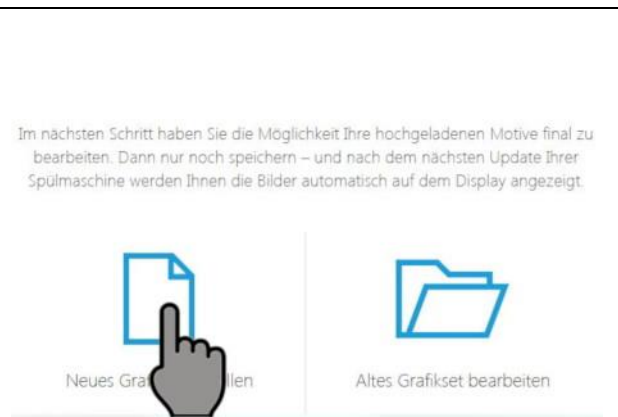 Im nächsten Schritt haben Sie die Möglichkeit Ihre hochgeladenen Motive final zu
bearbeiten. Dann nur noch speichern – und nach dem nächsten Update Ihrer
Spülmaschine werden Ihnen die Bilder automatisch auf dem Display angezeigt.
Neues Gra llen
Altes Grafikset bearbeiten